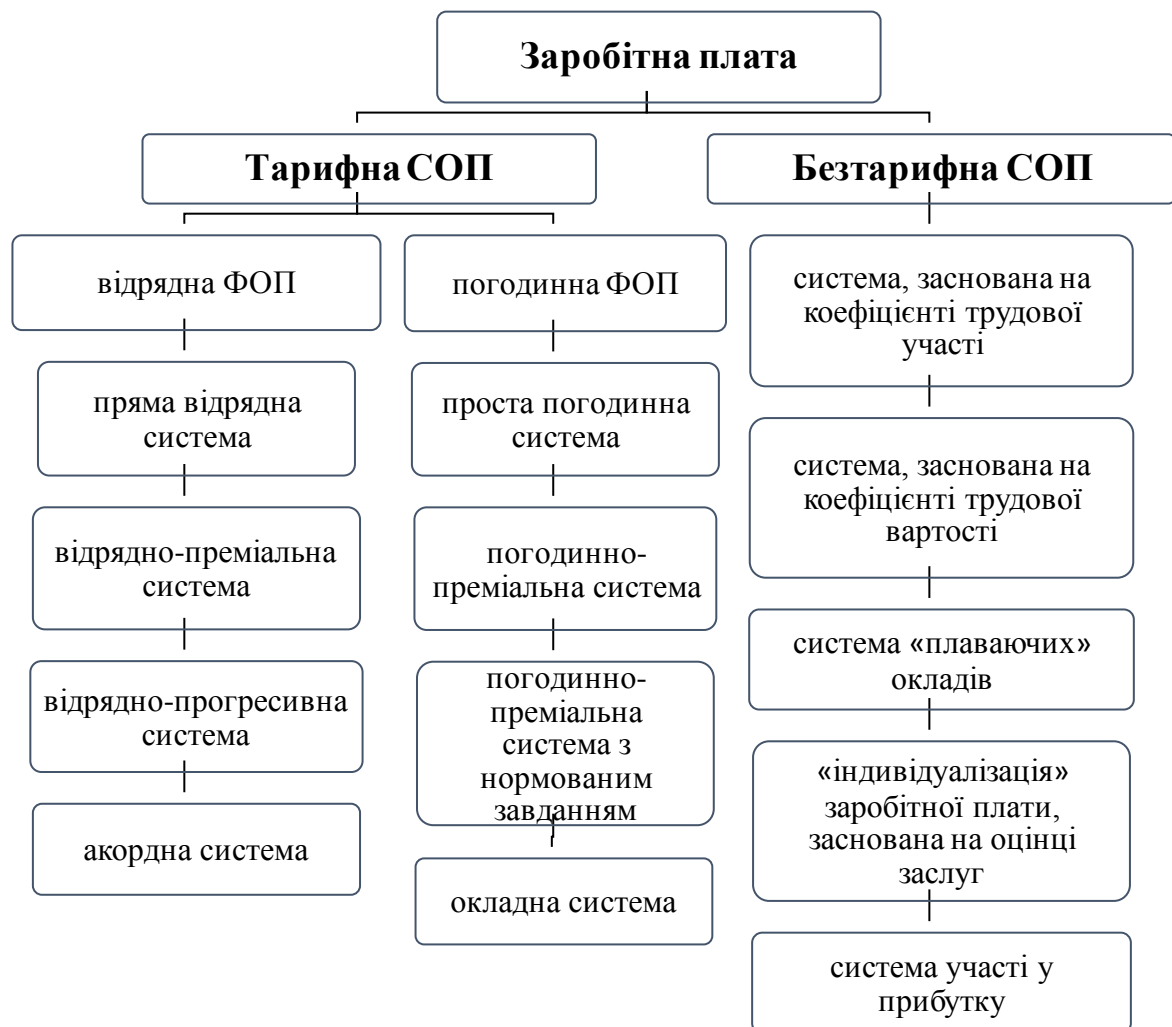 Заробітна плата
Тарифна СОП
Безтарифна СОП
відрядна ФОП
пряма відрядна
система
відрядно-преміальна
система
відрядно-прогресивна
система
акордна система
погодинна ФОП
проста погодинна
система
погодинно-
преміальна система
погодинно-
преміальна
система з
нормованим
завданням
окладна система
система, заснована на
коефіцієнті трудової
участі
система, заснована на
коефіцієнті трудової
вартості
система «плаваючих»
окладів
«індивідуалізація»
заробітної плати,
заснована на оцінці
заслуг
система участі у
прибутку